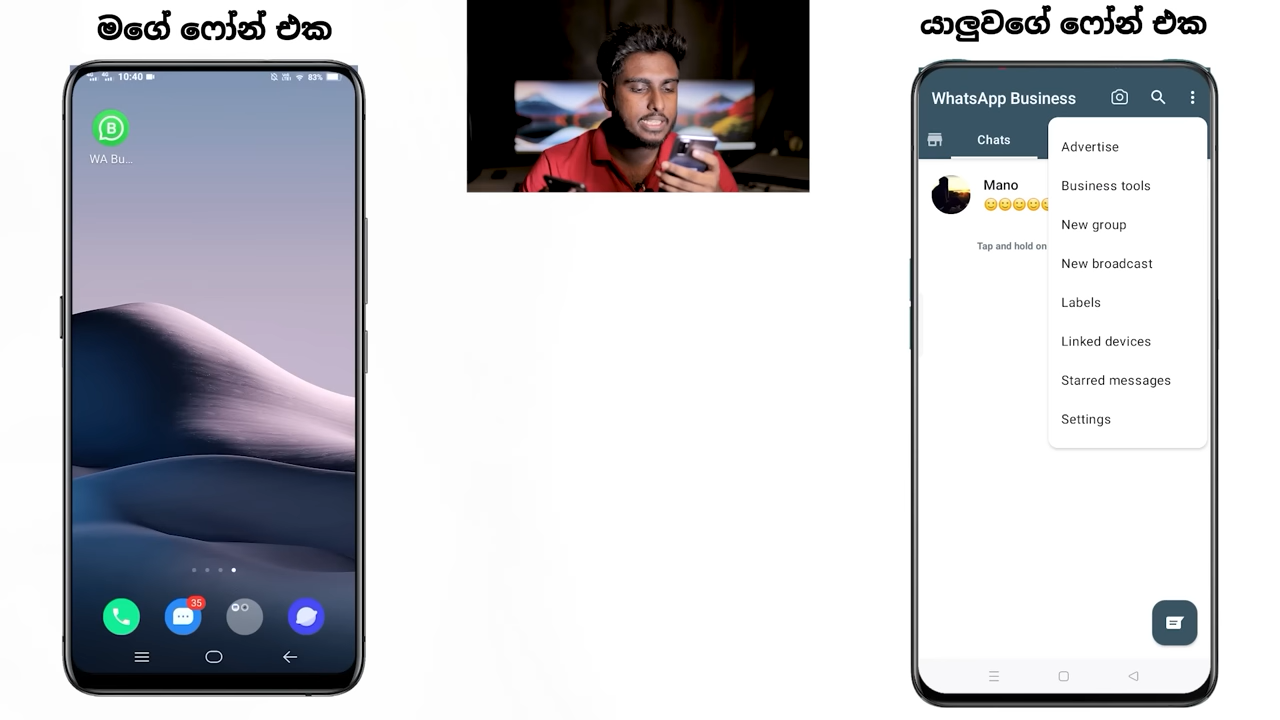 මගේ ෆෝන් එක
යාලුවගේ ෆෝන් එක
10:40
83%
WA Bu...
35
WhatsApp Business
Chats
Mano
Tap and hold on
Advertise
Business tools
New group
New broadcast
Labels
Linked devices
Starred messages
Settings